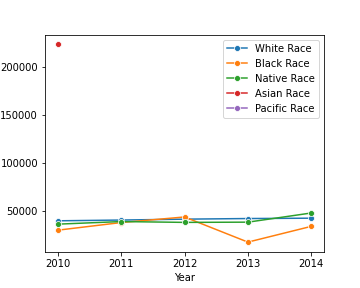 White Race
Black Race
Native Race
Asian Race
Pacific Race
200000
150000
100000
50000
2010 2011 2012 2013 2014
Year